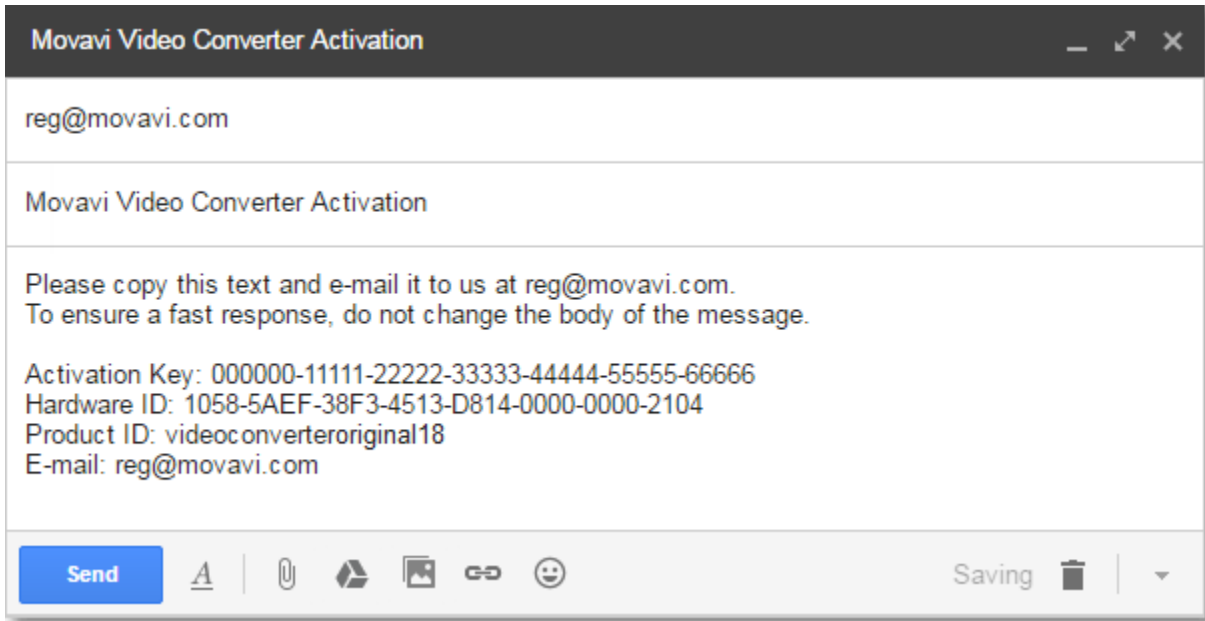 Movavi Video Converter Activation
reg@movavi.com
Movavi Video Converter Activation
Please copy this text and e-mail it to us at reg@movavi.com.
To ensure a fast response, do not change the body of the message.
Activation Key: 000000-11111-22222-33333-44444-55555-66666
Hardware ID: 1058-5AEF-38F3-4513-D814-0000-0000-2104
Product ID: videoconverteroriginal18
E-mail: reg@movavi.com
Send A Saving